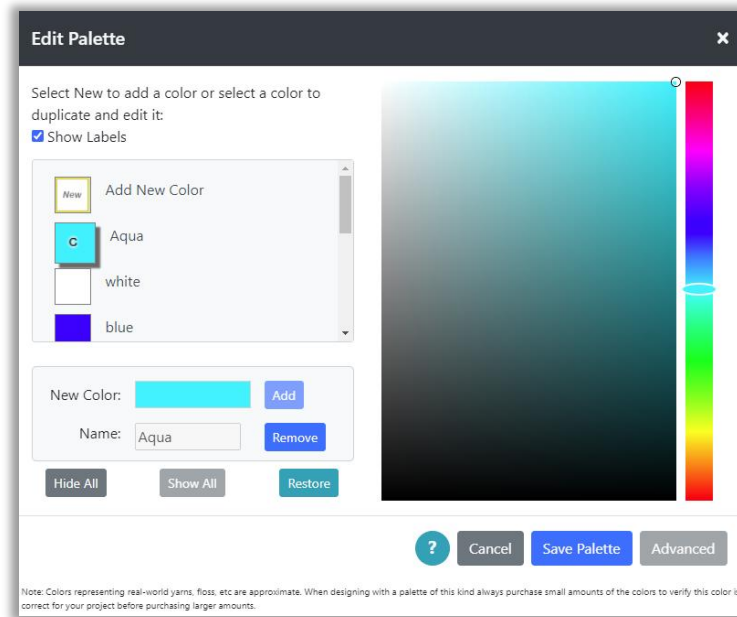 Edit Palette
×
Select New to add a color or select a color to
duplicate and edit it:
Show Labels
New Add New Color
C Aqua
white
blue
New Color: Add
Name: Aqua Remove
Hide All Show All Restore
? Cancel Save Palette Advanced
Note: Colors representing real-world yarns, floss, etc are approximate. When designing with a palette of this kind always purchase small amounts of the colors to verify this color is
correct for your project before purchasing larger amounts.